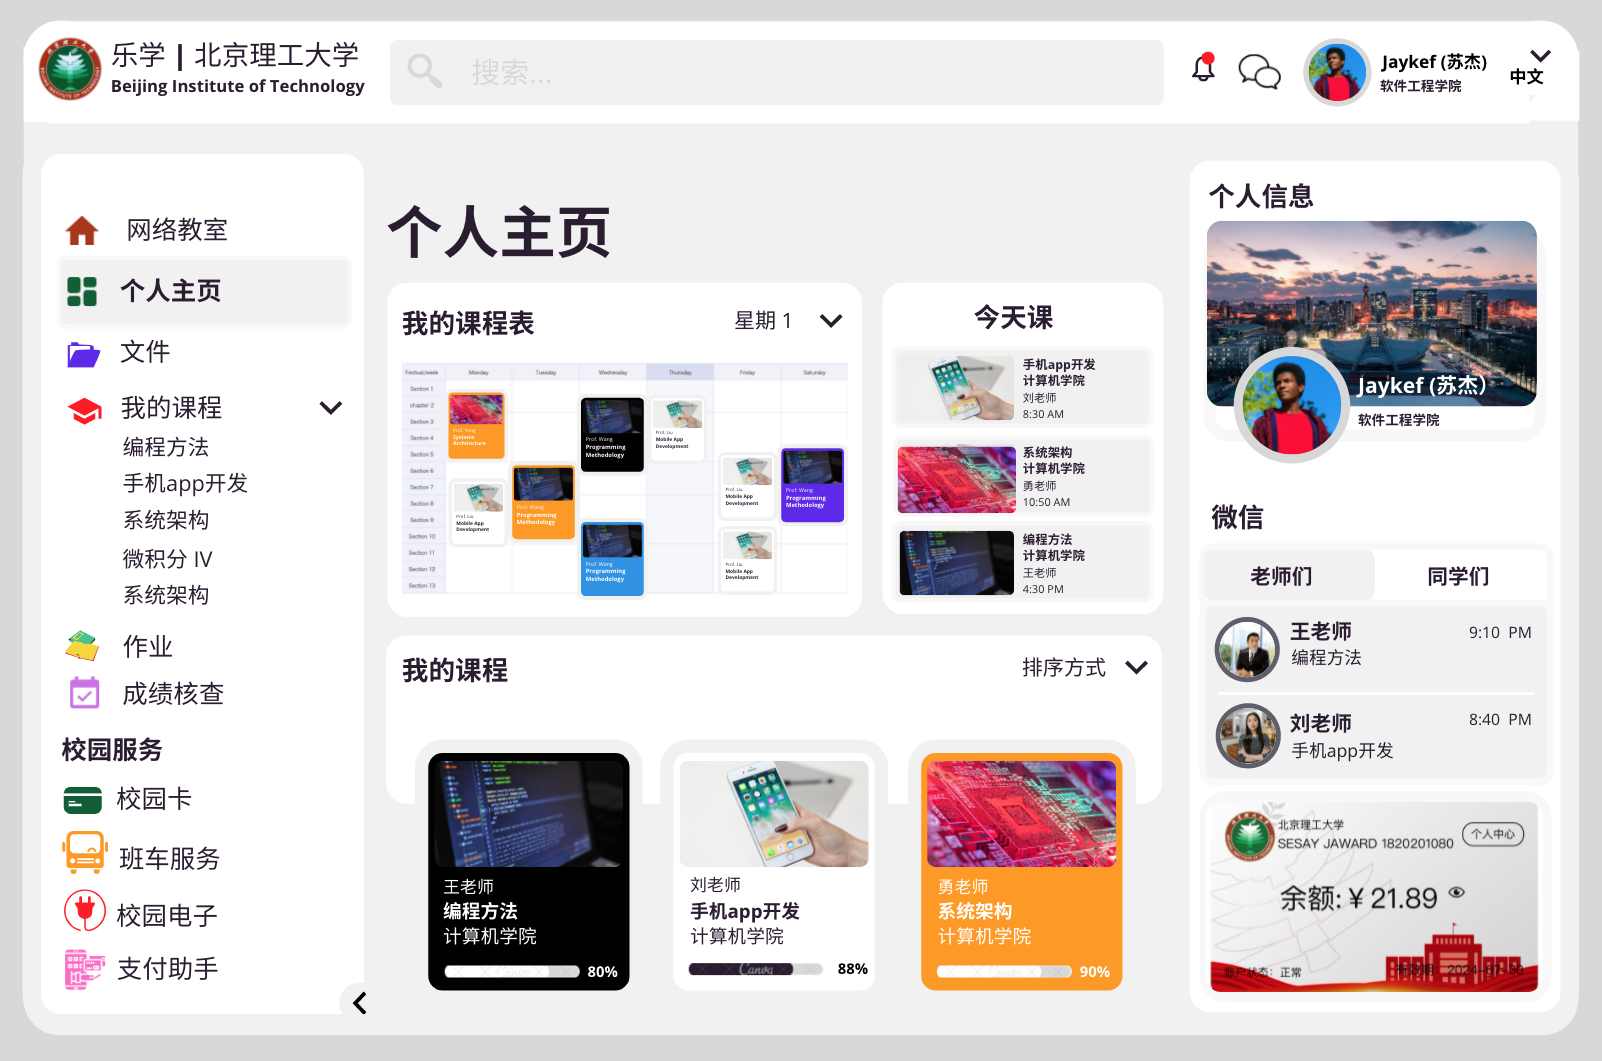 乐学 | 北京理工大学
Beijing Institute of Technology
搜索...
Jaykef (苏杰)
软件工程学院
中文
网络教室
个人主页
文件
我的课程
编程方法
手机app开发
系统架构
微积分 IV
系统架构
作业
成绩核查
校园服务
校园卡
班车服务
校园电子
支付助手
个人主页
我的课程表
星期 1
Festival/week Monday Tuesday Wednesday Thursday Friday Saturday
Section 1
chapter 2
Section 3
Section 4
Section 5
Section 6
Section 7
Section 8
Section 9
Section 10
Section 11
Section 12
Section 13
Prof. Yong
Systems
Architecture
Prof. Liu
Mobile App
Development
Prof. Wang
Programming
Methodology
Prof. Wang
Programming
Methodology
Prof. Wang
Programming
Methodology
Prof. Liu
Mobile App
Development
Prof. Liu
Mobile App
Development
Prof. Liu
Mobile App
Development
Prof. Wang
Programming
Methodology
今天课
手机app开发
计算机学院
刘老师
8:30 AM
系统架构
计算机学院
勇老师
10:50 AM
编程方法
计算机学院
王老师
4:30 PM
我的课程
排序方式
王老师
编程方法
计算机学院
80%
刘老师
手机app开发
计算机学院
Canva
88%
勇老师
系统架构
计算机学院
90%
个人信息
Jaykef (苏杰)
软件工程学院
微信
老师们
同学们
王老师
9:10 PM
编程方法
刘老师
8:40 PM
手机app开发
北京理工大学
SESAY JAWARD 1820201080
个人中心
余额: ¥ 21.89
账户状态: 正常
有效期: 2024-07-30